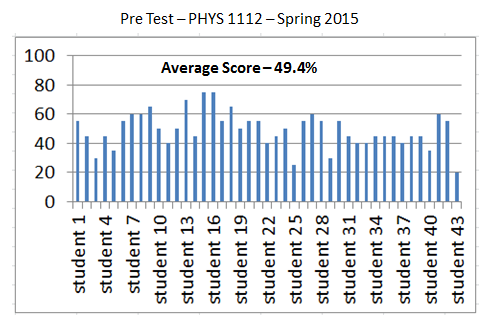 Pre Test – PHYS 1112 – Spring 2015
Average Score – 49.4%
100
80
60
40
20
0
student 1
student 4
student 7
student 10
student 13
student 16
student 19
student 22
student 25
student 28
student 31
student 34
student 37
student 40
student 43